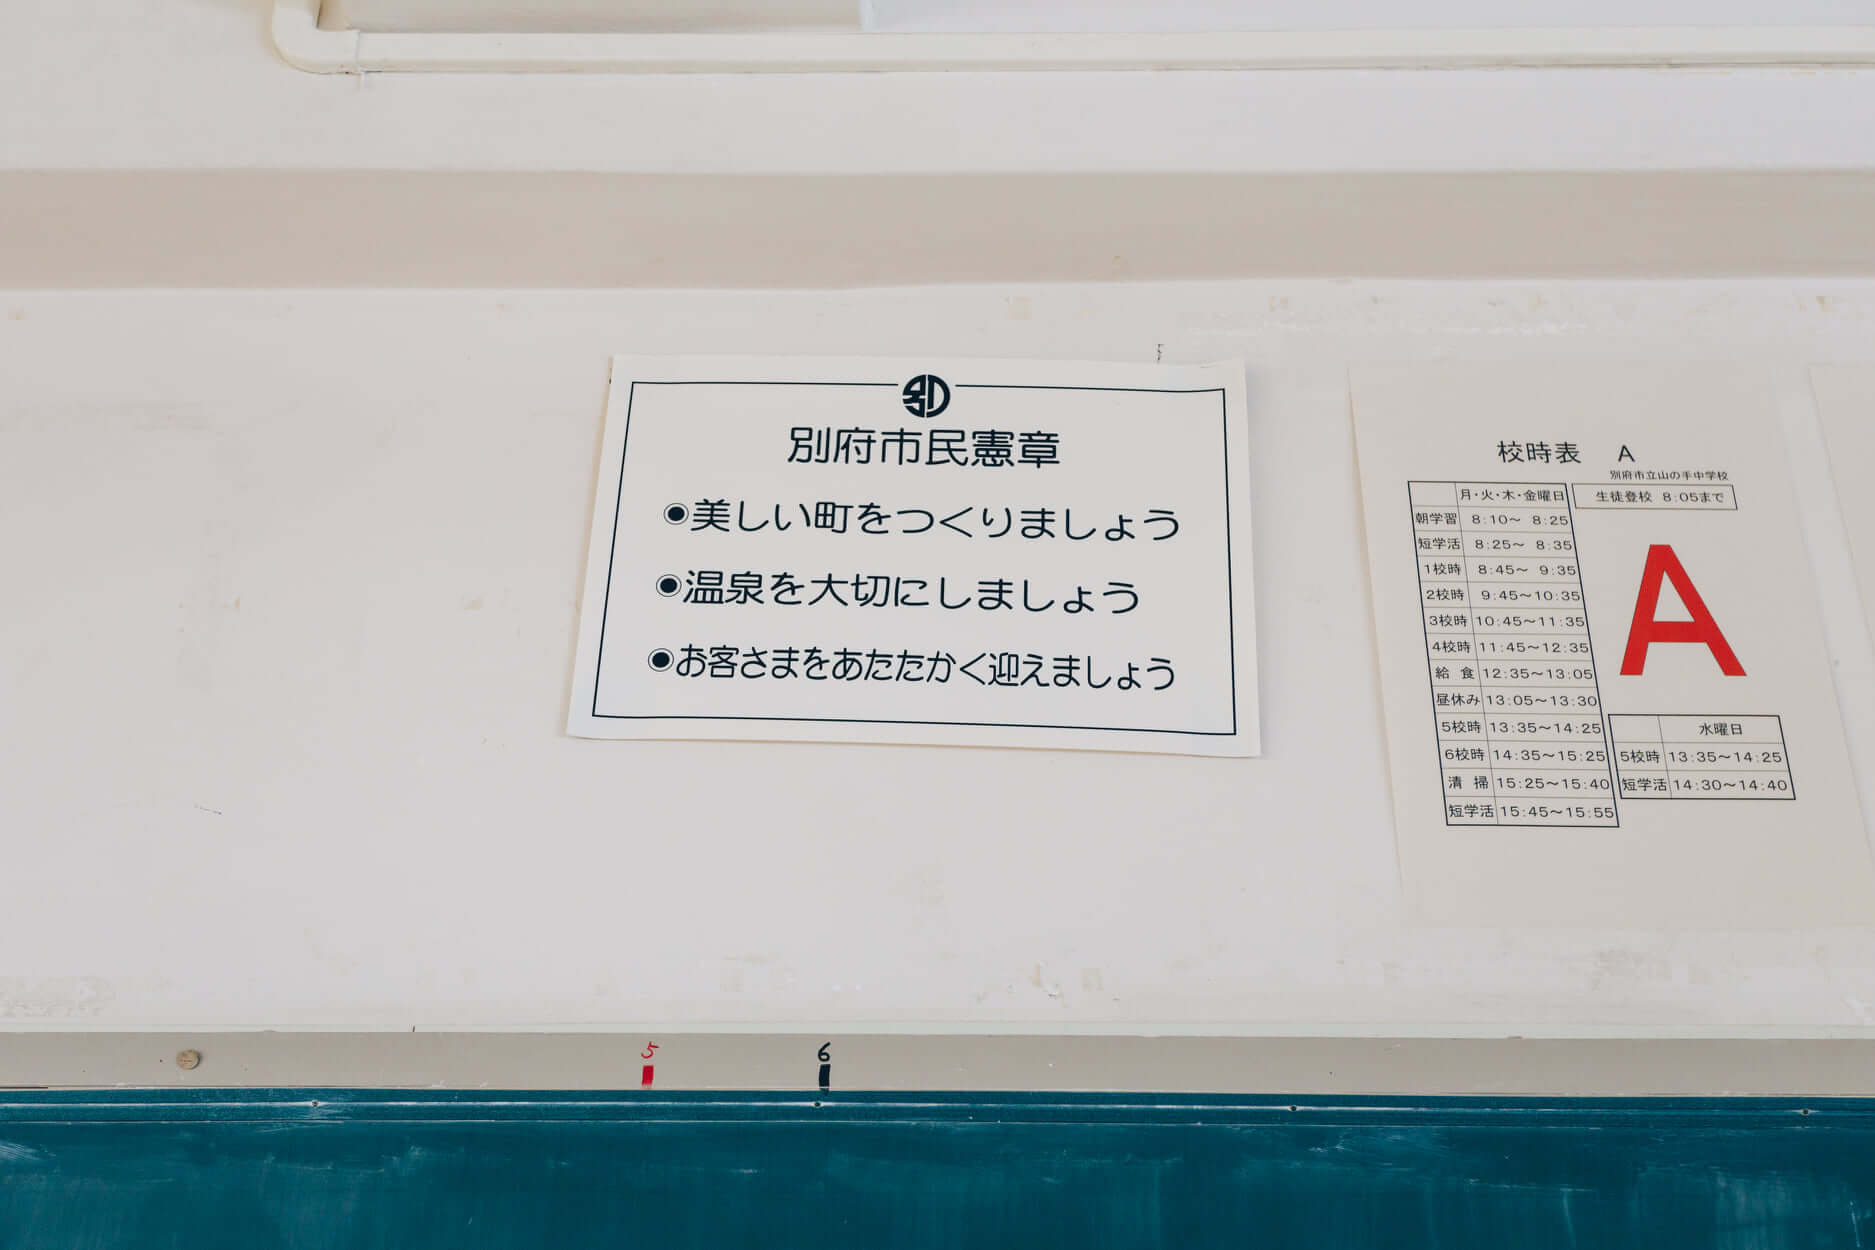 別府市民憲章
◉美しい町をつくりましょう
◉温泉を大切にしましょう
◉お客さまをあたたかく迎えましょう
校時表 A
別府市立山の手中学校
月・火・木・金曜日
朝学習 8:10～ 8:25
短学活 8:25～ 8:35
1校時 8:45～ 9:35
2校時 9:45～10:35
3校時 10:45～11:35
4校時 11:45～12:35
給 食 12:35～13:05
昼休み 13:05～13:30
5校時 13:35～14:25
6校時 14:35～15:25
清 掃 15:25～15:40
短学活 15:45～15:55
生徒登校 8:05まで
A
水曜日
5校時 13:35～14:25
短学活 14:30～14:40
5
6